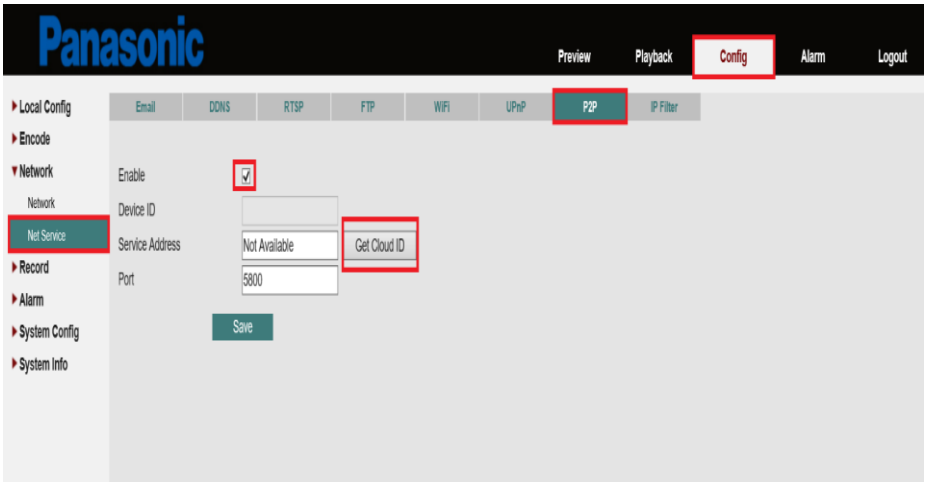 Panasonic
Preview Playback Config Alarm Logout
Local Config
Encode
Network
Network
Net Service
Record
Alarm
System Config
System Info
Email DDNS RTSP FTP WiFi UPnP P2P IP Filter
Enable
Device ID
Service Address Not Available Get Cloud ID
Port 5800
Save